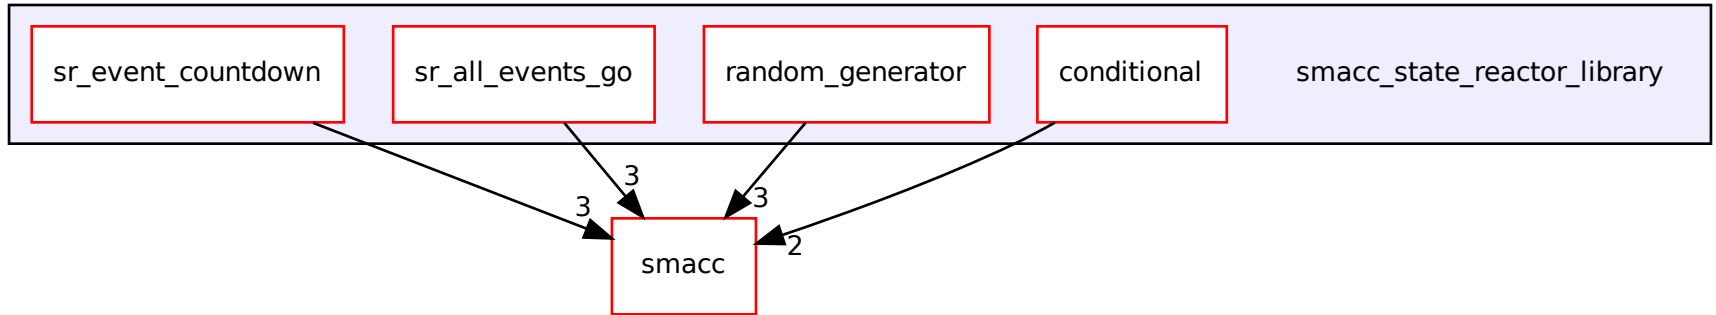 sr_event_countdown
sr_all_events_go
random_generator
conditional
smacc_state_reactor_library
3
3
3
2
smacc